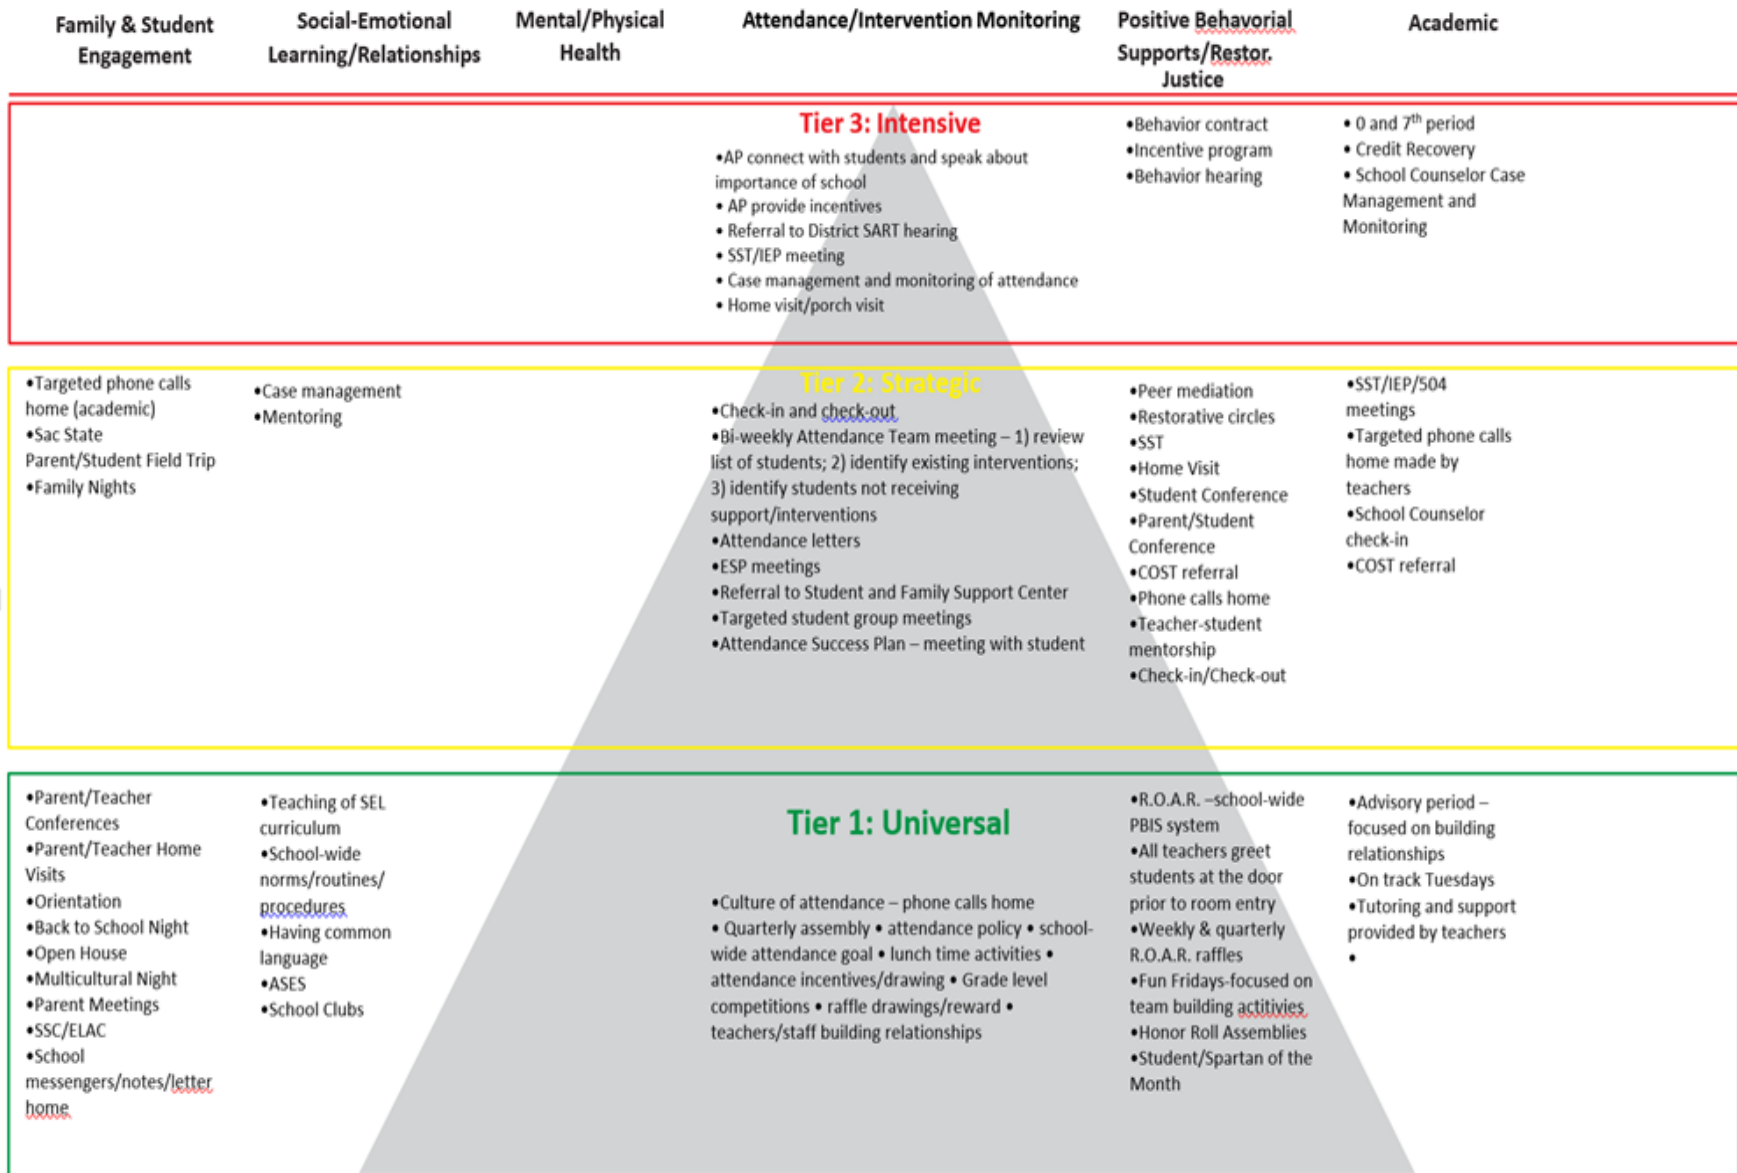 Family & Student
Engagement
Social-Emotional
Learning/Relationships
Mental/Physical
Health
Attendance/Intervention Monitoring
Positive Behavorial
Supports/Restor.
Justice
Academic
Tier 3: Intensive
•AP connect with students and speak about
importance of school
• AP provide incentives
• Referral to District SART hearing
• SST/IEP meeting
• Case management and monitoring of attendance
• Home visit/porch visit
•Behavior contract
•Incentive program
•Behavior hearing
• 0 and 7th period
• Credit Recovery
• School Counselor Case
Management and
Monitoring
•Targeted phone calls
home (academic)
•Sac State
Parent/Student Field Trip
•Family Nights
•Case management
•Mentoring
Tier 2: Strategic
•Check-in and check-out
•Bi-weekly Attendance Team meeting – 1) review
list of students; 2) identify existing interventions;
3) identify students not receiving
support/interventions
•Attendance letters
•ESP meetings
•Referral to Student and Family Support Center
•Targeted student group meetings
•Attendance Success Plan – meeting with student
•Peer mediation
•Restorative circles
•SST
•Home Visit
•Student Conference
•Parent/Student
Conference
•COST referral
•Phone calls home
•Teacher-student
mentorship
•Check-in/Check-out
•SST/IEP/504
meetings
•Targeted phone calls
home made by
teachers
•School Counselor
check-in
•COST referral
•Parent/Teacher
Conferences
•Parent/Teacher Home
Visits
•Orientation
•Back to School Night
•Open House
•Multicultural Night
•Parent Meetings
•SSC/ELAC
•School
messengers/notes/letter
home
•Teaching of SEL
curriculum
•School-wide
norms/routines/
procedures
•Having common
language
•ASES
•School Clubs
Tier 1: Universal
•Culture of attendance – phone calls home
• Quarterly assembly • attendance policy • school-
wide attendance goal • lunch time activities •
attendance incentives/drawing • Grade level
competitions • raffle drawings/reward •
teachers/staff building relationships
•R.O.A.R. –school-wide
PBIS system
•All teachers greet
students at the door
prior to room entry
•Weekly & quarterly
R.O.A.R. raffles
•Fun Fridays-focused on
team building actitivies
•Honor Roll Assemblies
•Student/Spartan of the
Month
•Advisory period –
focused on building
relationships
•On track Tuesdays
•Tutoring and support
provided by teachers
•